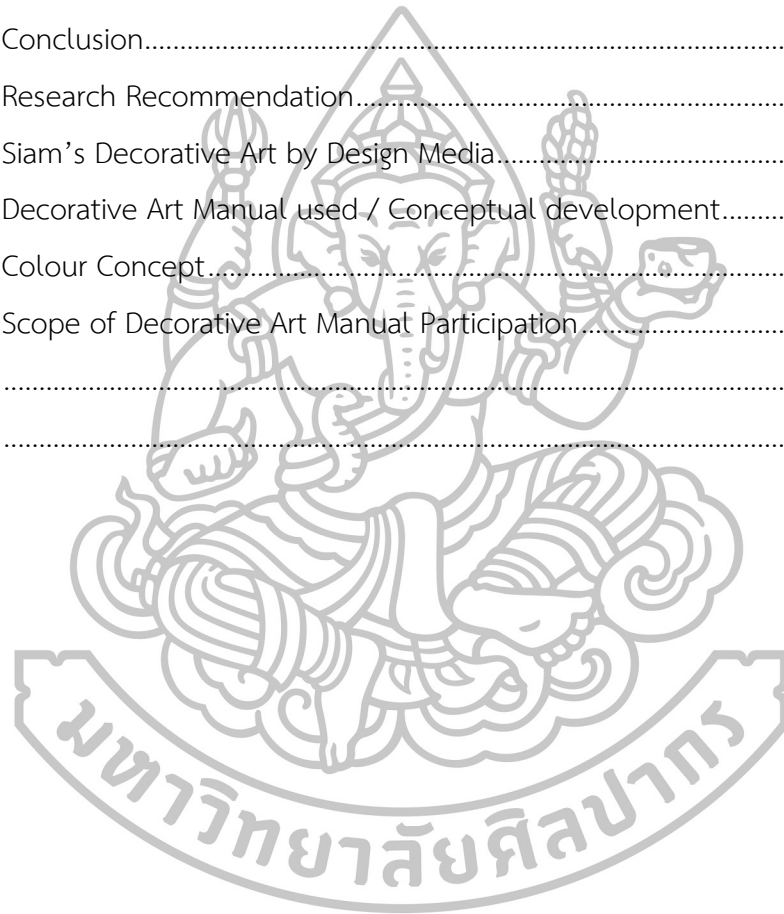 Conclusion........................................................................................
Research Recommendation...............................................................
Siam’s Decorative Art by Design Media..........................................
Decorative Art Manual used / Conceptual development........
Colour Concept................................................................................
Scope of Decorative Art Manual Participation..........................
..........................................................................................................
..........................................................................................................
มหาวิทยาลัยศิลปากร